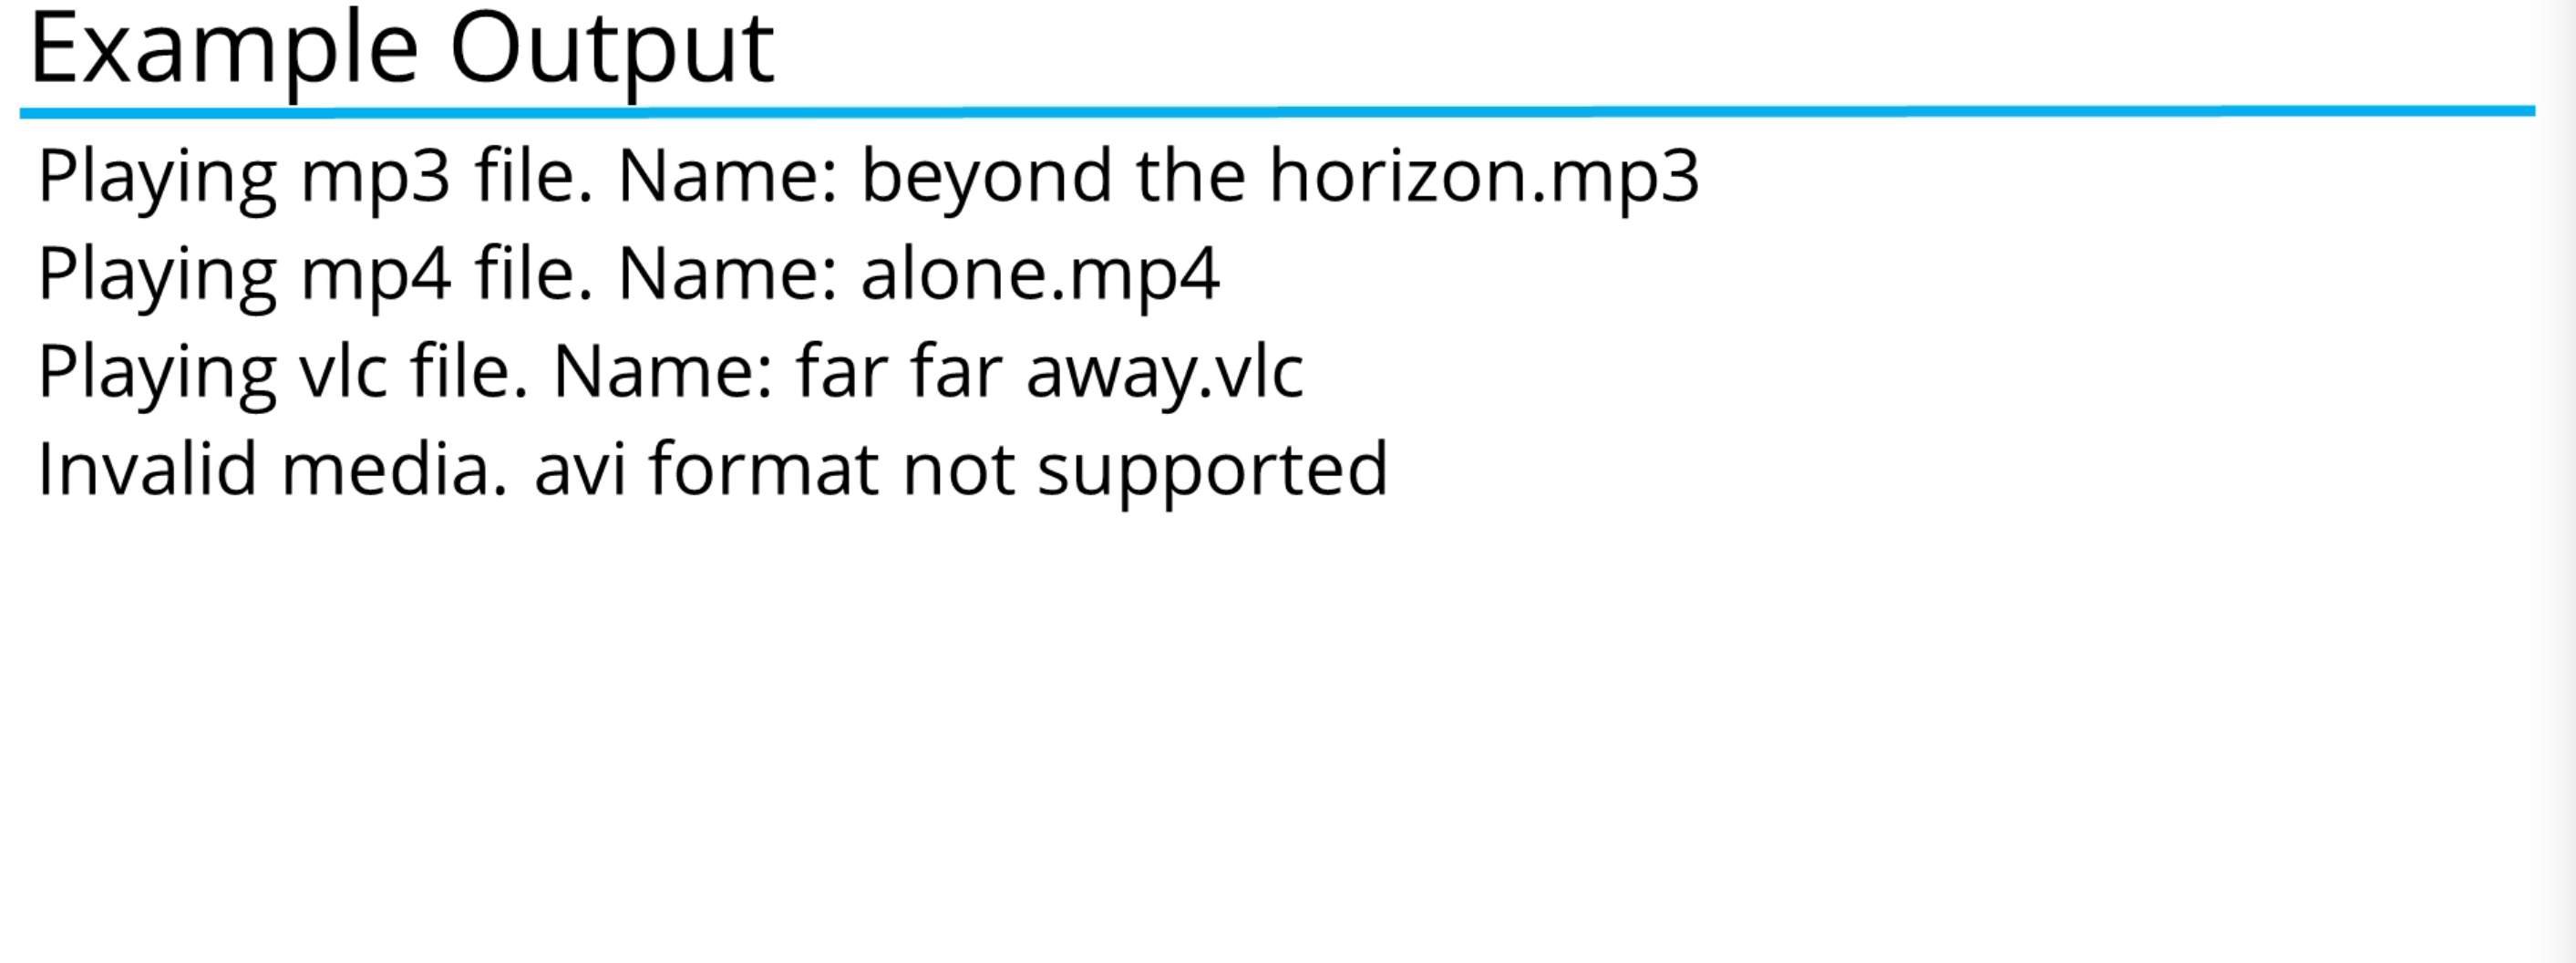 Example Output
Playing mp3 file. Name: beyond the horizon.mp3
Playing mp4 file. Name: alone.mp4
Playing vlc file. Name: far far away.vlc
Invalid media. avi format not supported